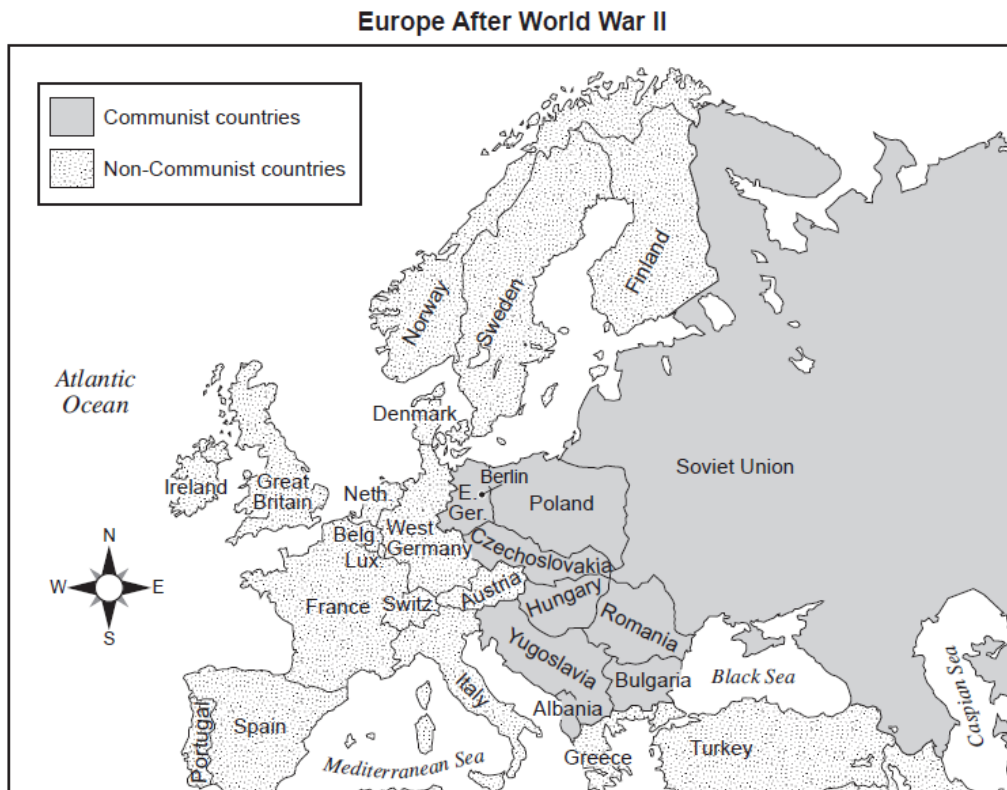 Europe After World War II
Communist countries
Non-Communist countries
Norway
Sweden
Finland
Atlantic
Ocean
Denmark
Soviet Union
Ireland
Great
Britain
Neth
Berlin
E.
Ger.
Poland
Belg
West
Germany
Lux
Czechoslovakia
N
W
E
S
France
Switz
Austria
Hungary
Romania
Yugoslavia
Italy
Bulgaria
Black Sea
Caspian Sea
Albania
Portugal
Spain
Mediterranean Sea
Greece
Turkey